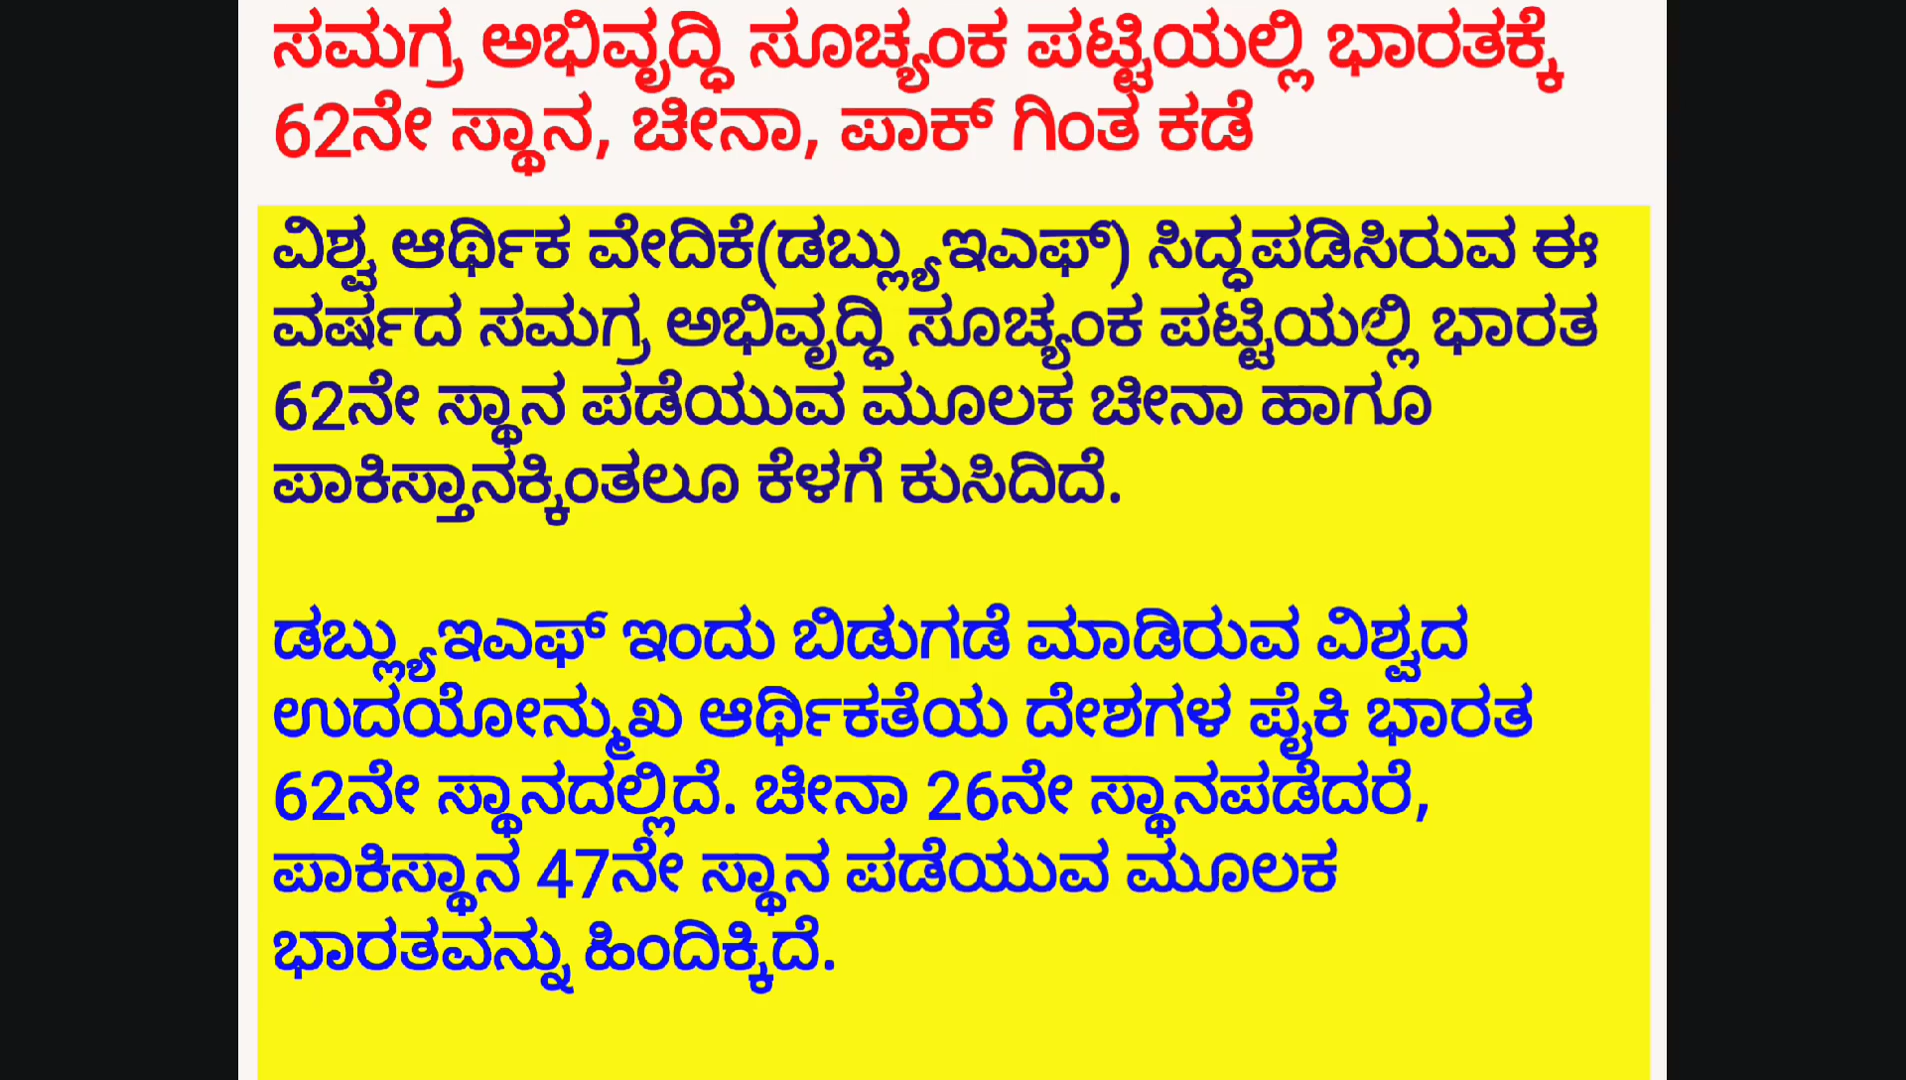 ಸಮಗ್ರ ಅಭಿವೃದ್ಧಿ ಸೂಚ್ಯಂಕ ಪಟ್ಟಿಯಲ್ಲಿ ಭಾರತಕ್ಕೆ
62ನೇ ಸ್ಥಾನ, ಚೀನಾ, ಪಾಕ್ ಗಿಂತ ಕಡೆ
ವಿಶ್ವ ಆರ್ಥಿಕ ವೇದಿಕೆ(ಡಬ್ಲ್ಯುಇಎಫ್) ಸಿದ್ಧಪಡಿಸಿರುವ ಈ
ವರ್ಷದ ಸಮಗ್ರ ಅಭಿವೃದ್ಧಿ ಸೂಚ್ಯಂಕ ಪಟ್ಟಿಯಲ್ಲಿ ಭಾರತ
62ನೇ ಸ್ಥಾನ ಪಡೆಯುವ ಮೂಲಕ ಚೀನಾ ಹಾಗೂ
ಪಾಕಿಸ್ತಾನಕ್ಕಿಂತಲೂ ಕೆಳಗೆ ಕುಸಿದಿದೆ.
ಡಬ್ಲ್ಯುಇಎಫ್ ಇಂದು ಬಿಡುಗಡೆ ಮಾಡಿರುವ ವಿಶ್ವದ
ಉದಯೋನ್ಮುಖ ಆರ್ಥಿಕತೆಯ ದೇಶಗಳ ಪೈಕಿ ಭಾರತ
62ನೇ ಸ್ಥಾನದಲ್ಲಿದೆ. ಚೀನಾ 26ನೇ ಸ್ಥಾನಪಡೆದರೆ,
ಪಾಕಿಸ್ಥಾನ 47ನೇ ಸ್ಥಾನ ಪಡೆಯುವ ಮೂಲಕ
ಭಾರತವನ್ನು ಹಿಂದಿಕ್ಕಿದೆ.